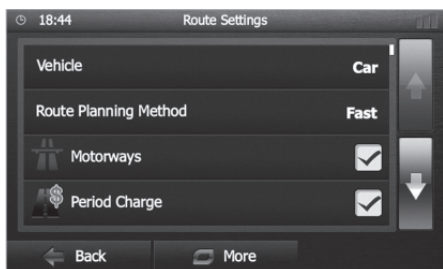 18:44 Route Settings
Vehicle Car
Route Planning Method Fast
Motorways
$ Period Charge
Back More